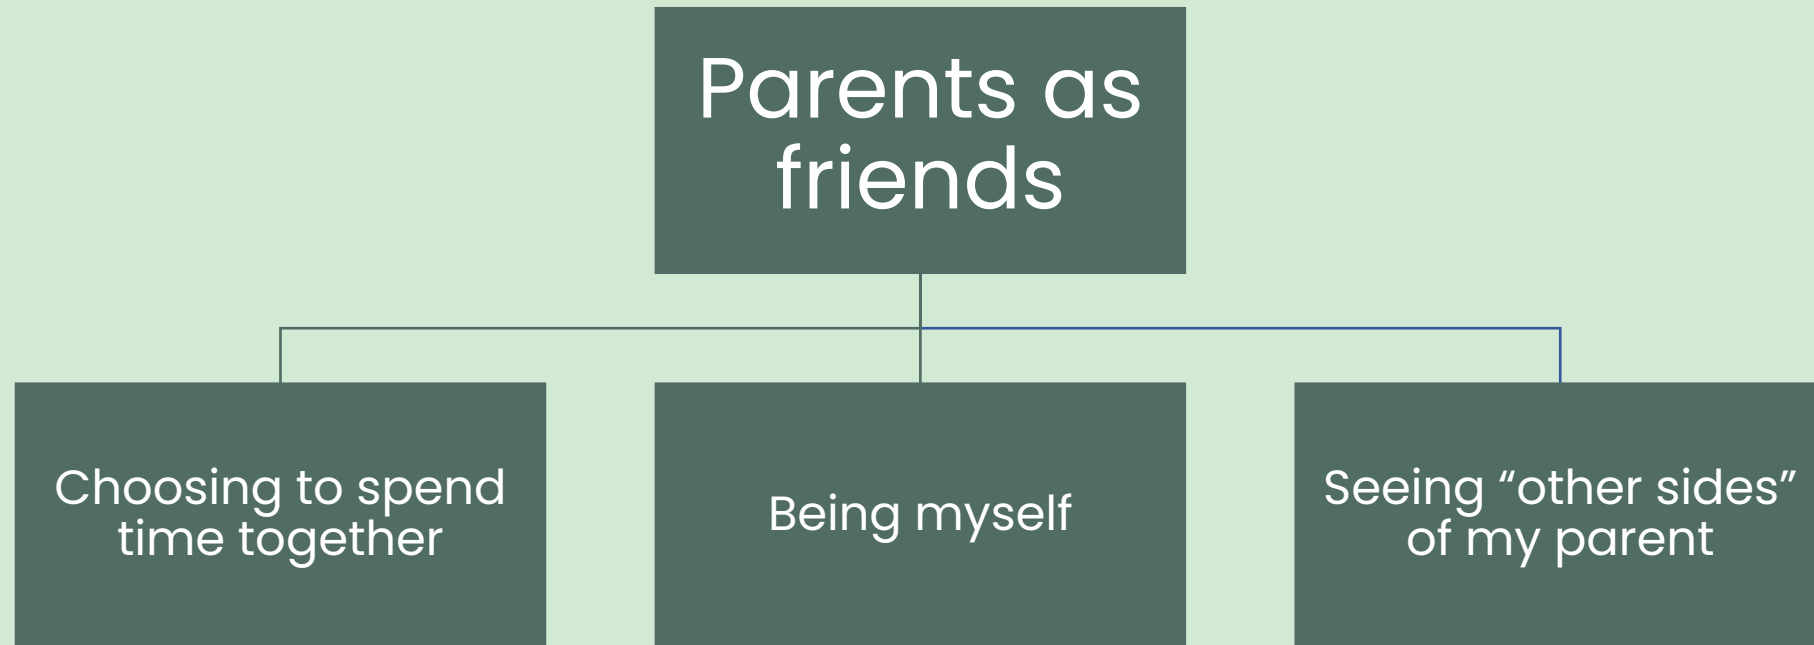 Parents as
friends
Choosing to spend
time together
Being myself
Seeing “other sides”
of my parent